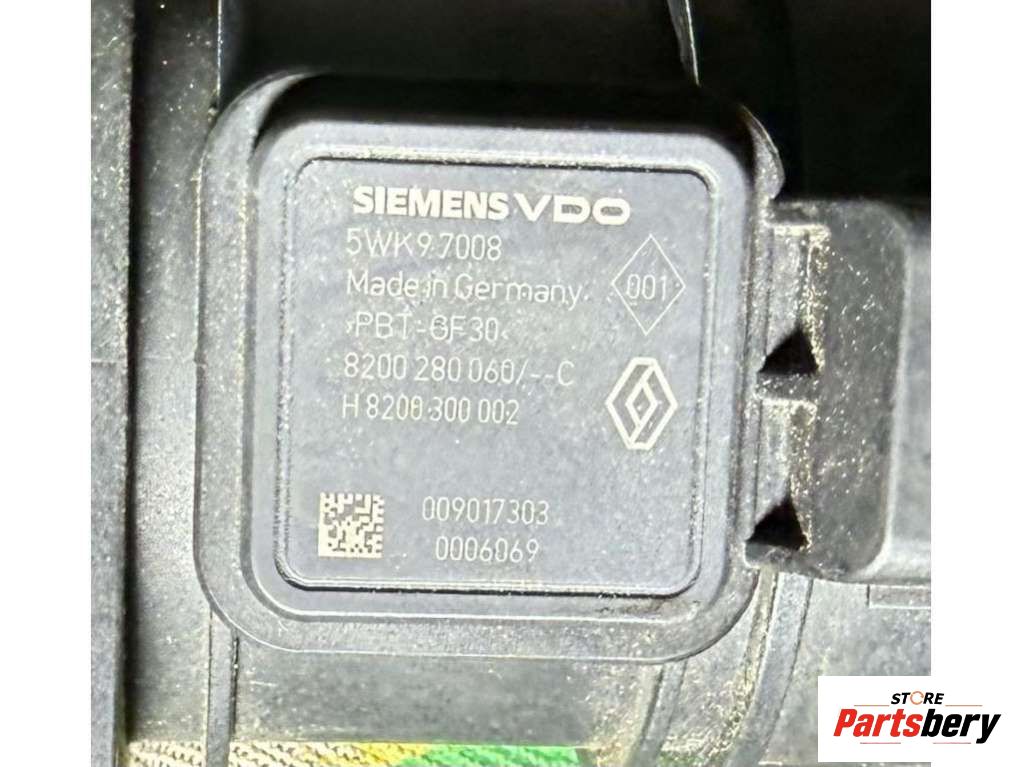 SIEMENS VDO
5WK9 7008
Made in Germany
001
›PBT-GF30‹
8200 280 060/--C
H 8200 300 002
009017303
0006069
STORE
Partsbery